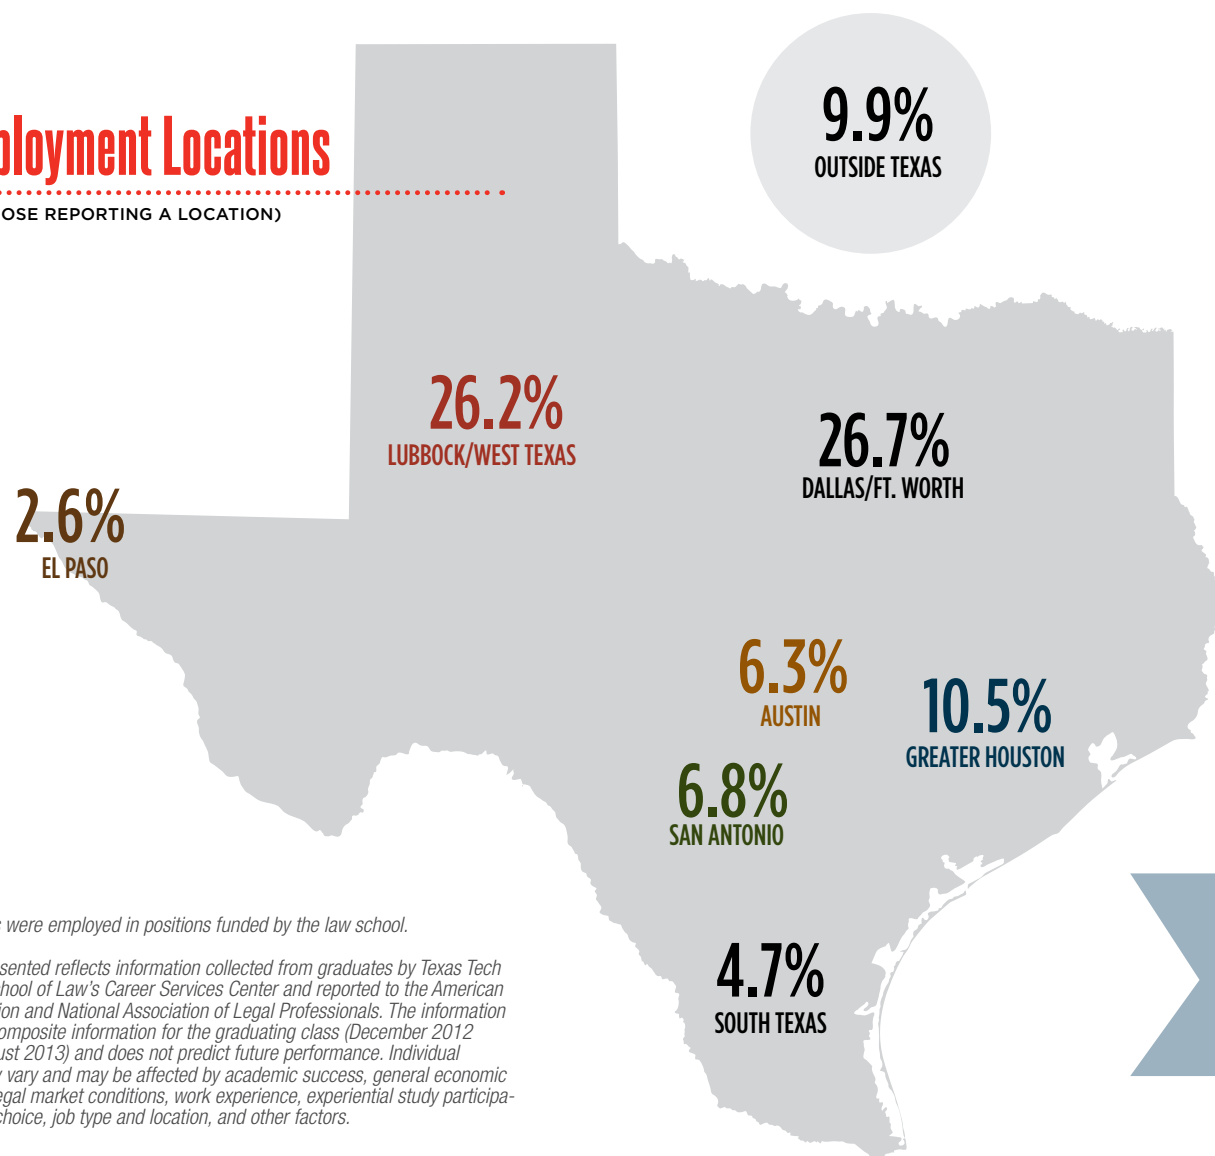 ployment Locations
OSE REPORTING A LOCATION)
9.9%
OUTSIDE TEXAS
26.2%
LUBBOCK/WEST TEXAS
26.7%
DALLAS/FT. WORTH
2.6%
EL PASO
6.3%
AUSTIN
10.5%
GREATER HOUSTON
6.8%
SAN ANTONIO
4.7%
SOUTH TEXAS
s were employed in positions funded by the law school.
sented reflects information collected from graduates by Texas Tech
hool of Law's Career Services Center and reported to the American
ion and National Association of Legal Professionals. The information
omposite information for the graduating class (December 2012
ust 2013) and does not predict future performance. Individual
y vary and may be affected by academic success, general economic
egal market conditions, work experience, experiential study participa-
choice, job type and location, and other factors.